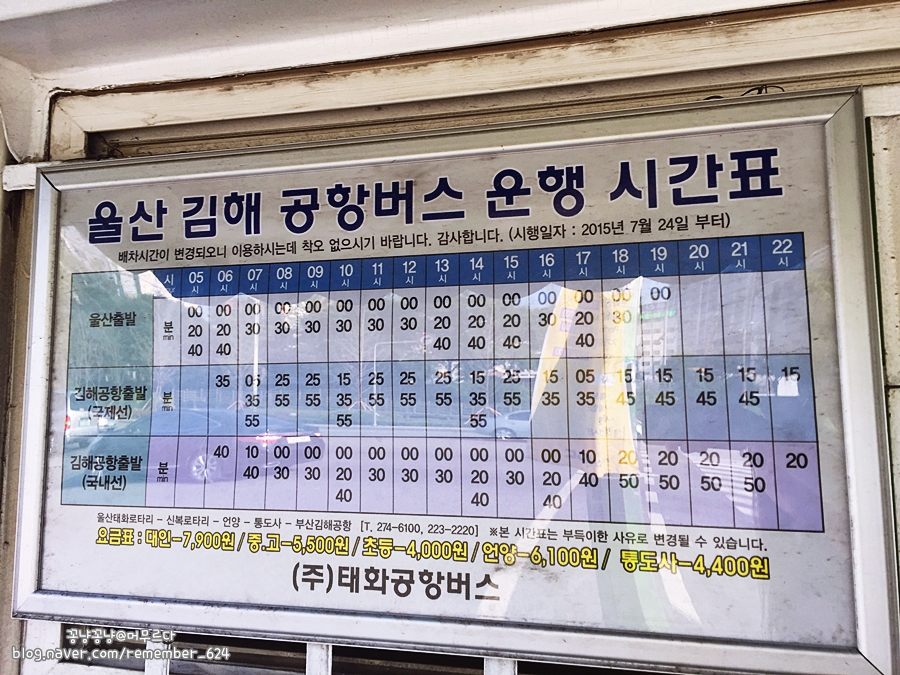 울산 김해 공항버스 운행 시간표
배차시간이 변경되오니 이용하시는데 착오 없으시기 바랍니다. 감사합니다. (시행일자 : 2015년 7월 24일 부터)
시 05시 06시 07시 08시 09시 10시 11시 12시 13시 14시 15시 16시 17시 18시 19시 20시 21시 22시
울산출발 분 min
00 00 00 00 00 00 00 00 00 00 00 00 00 00 00
20 20 30 30 30 30 30 30 20 20 20 30 20 30
40 40 40 40 40 40
김해공항출발 (국제선) 분 min
35 05 25 25 15 25 25 25 15 25 15 05 15 15 15 15 15
35 55 55 35 55 55 55 35 55 35 35 45 45 45 45
55 55 55
김해공항출발 (국내선) 분 min
40 10 00 00 00 00 00 00 00 00 00 10 20 20 20 20 20
40 30 30 20 30 30 30 20 30 20 40 50 50 50 50
40 40 40
울산태화로타리 – 신복로타리 – 언양 – 통도사 – 부산김해공항 [T. 274-6100, 223-2220] ※본 시간표는 부득이한 사유로 변경될 수 있습니다.
요금표 : 대인-7,900원 / 중.고-5,500원 / 초등-4,000원 / 언양-6,100원 / 통도사-4,400원
(주)태화공항버스
꽁냥꽁냥@머무르다
blog.naver.com/remember_624